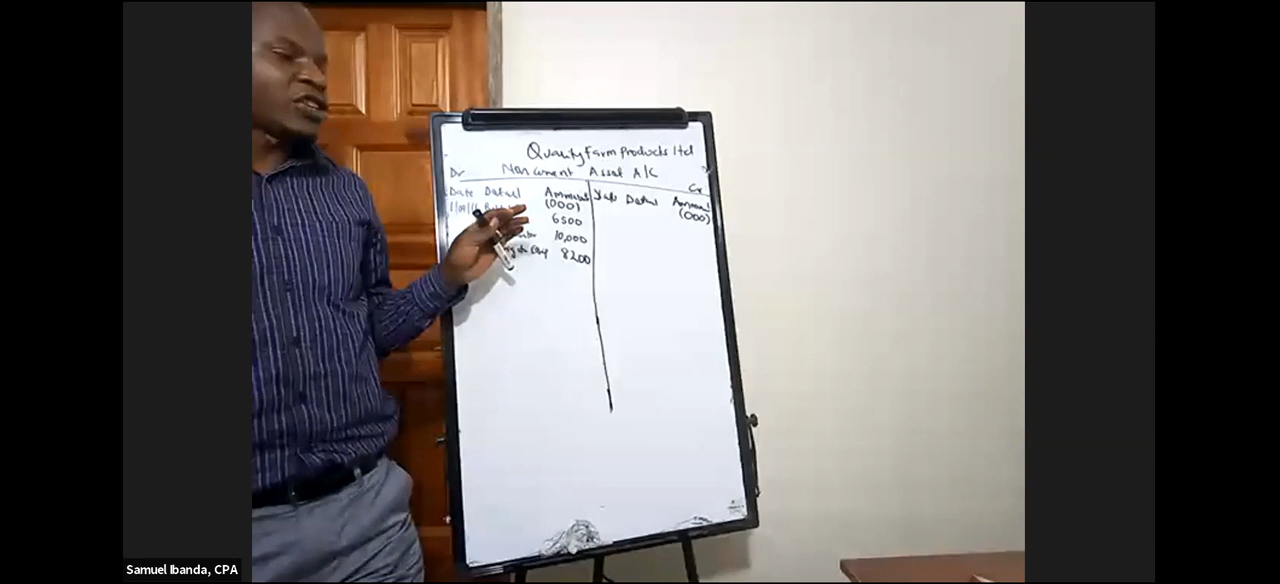 Quality Farm Products Ltd
Dr Non current Asset A/C Cr
Date Detail Amount Date Detail Amount
(000) (000)
6500
10,000
8200
Samuel Ibanda, CPA